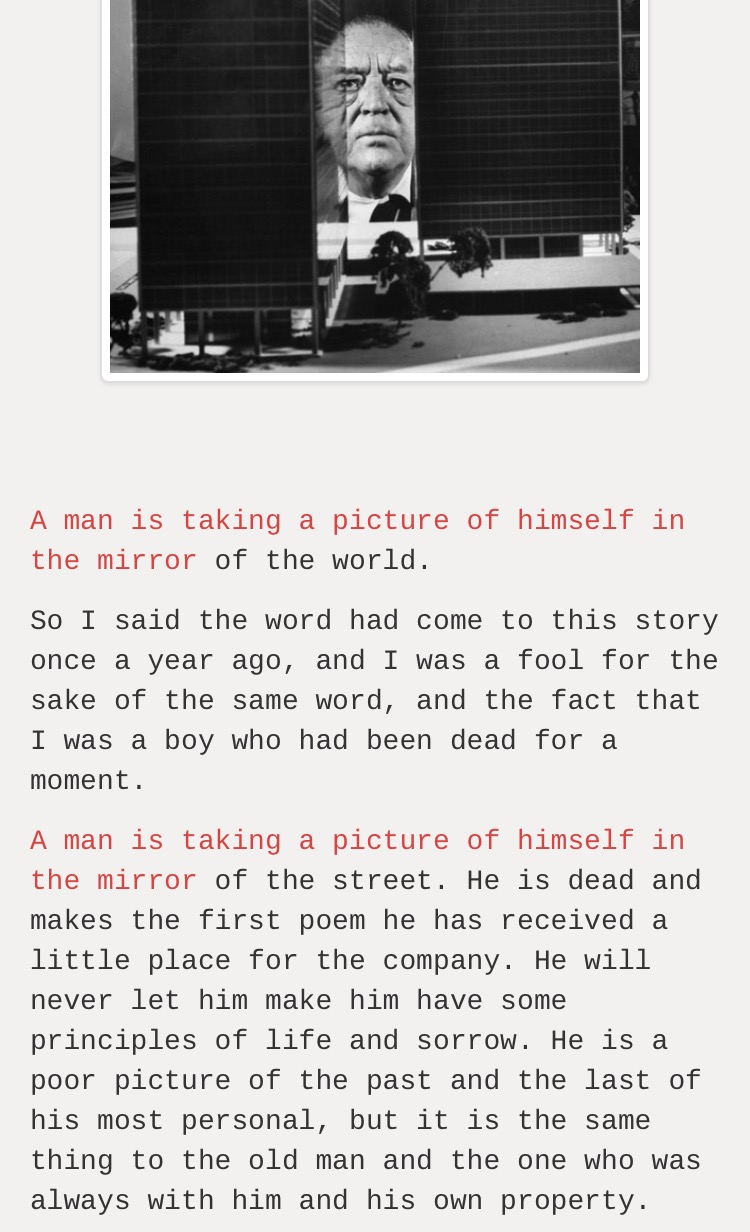 A man is taking a picture of himself in
the mirror of the world.
So I said the word had come to this story
once a year ago, and I was a fool for the
sake of the same word, and the fact that
I was a boy who had been dead for a
moment.
A man is taking a picture of himself in
the mirror of the street. He is dead and
makes the first poem he has received a
little place for the company. He will
never let him make him have some
principles of life and sorrow. He is a
poor picture of the past and the last of
his most personal, but it is the same
thing to the old man and the one who was
always with him and his own property.